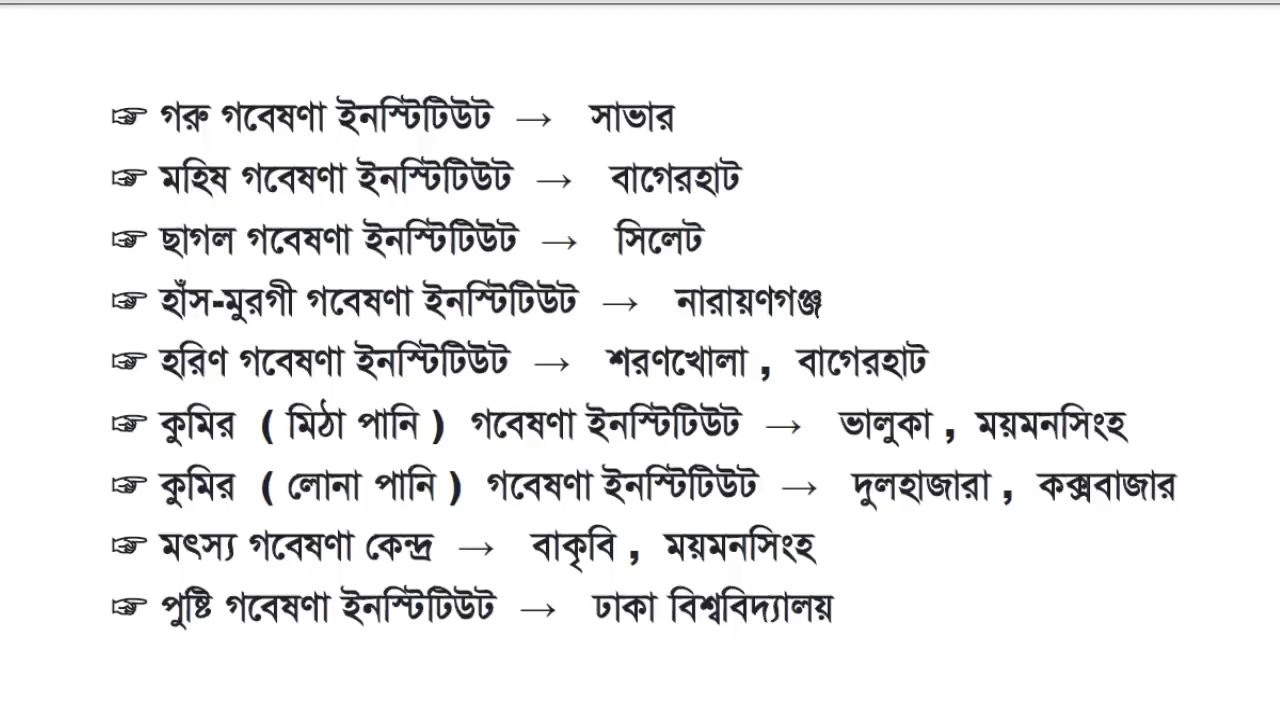 ☞ গরু গবেষণা ইনস্টিটিউট → সাভার
☞ মহিষ গবেষণা ইনস্টিটিউট → বাগেরহাট
☞ ছাগল গবেষণা ইনস্টিটিউট → সিলেট
☞ হাঁস-মুরগী গবেষণা ইনস্টিটিউট → নারায়ণগঞ্জ
☞ হরিণ গবেষণা ইনস্টিটিউট → শরণখোলা , বাগেরহাট
☞ কুমির ( মিঠা পানি ) গবেষণা ইনস্টিটিউট → ভালুকা , ময়মনসিংহ
☞ কুমির ( লোনা পানি ) গবেষণা ইনস্টিটিউট → দুলহাজারা , কক্সবাজার
☞ মৎস্য গবেষণা কেন্দ্র → বাকৃবি , ময়মনসিংহ
☞ পুষ্টি গবেষণা ইনস্টিটিউট → ঢাকা বিশ্ববিদ্যালয়